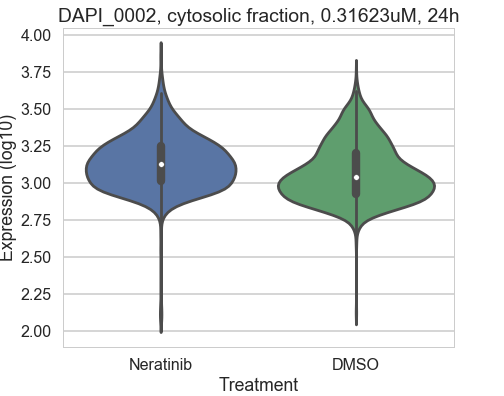 DAPI_0002, cytosolic fraction, 0.31623uM, 24h
Expression (log10)
4.00
3.75
3.50
3.25
3.00
2.75
2.50
2.25
2.00
Neratinib DMSO
Treatment